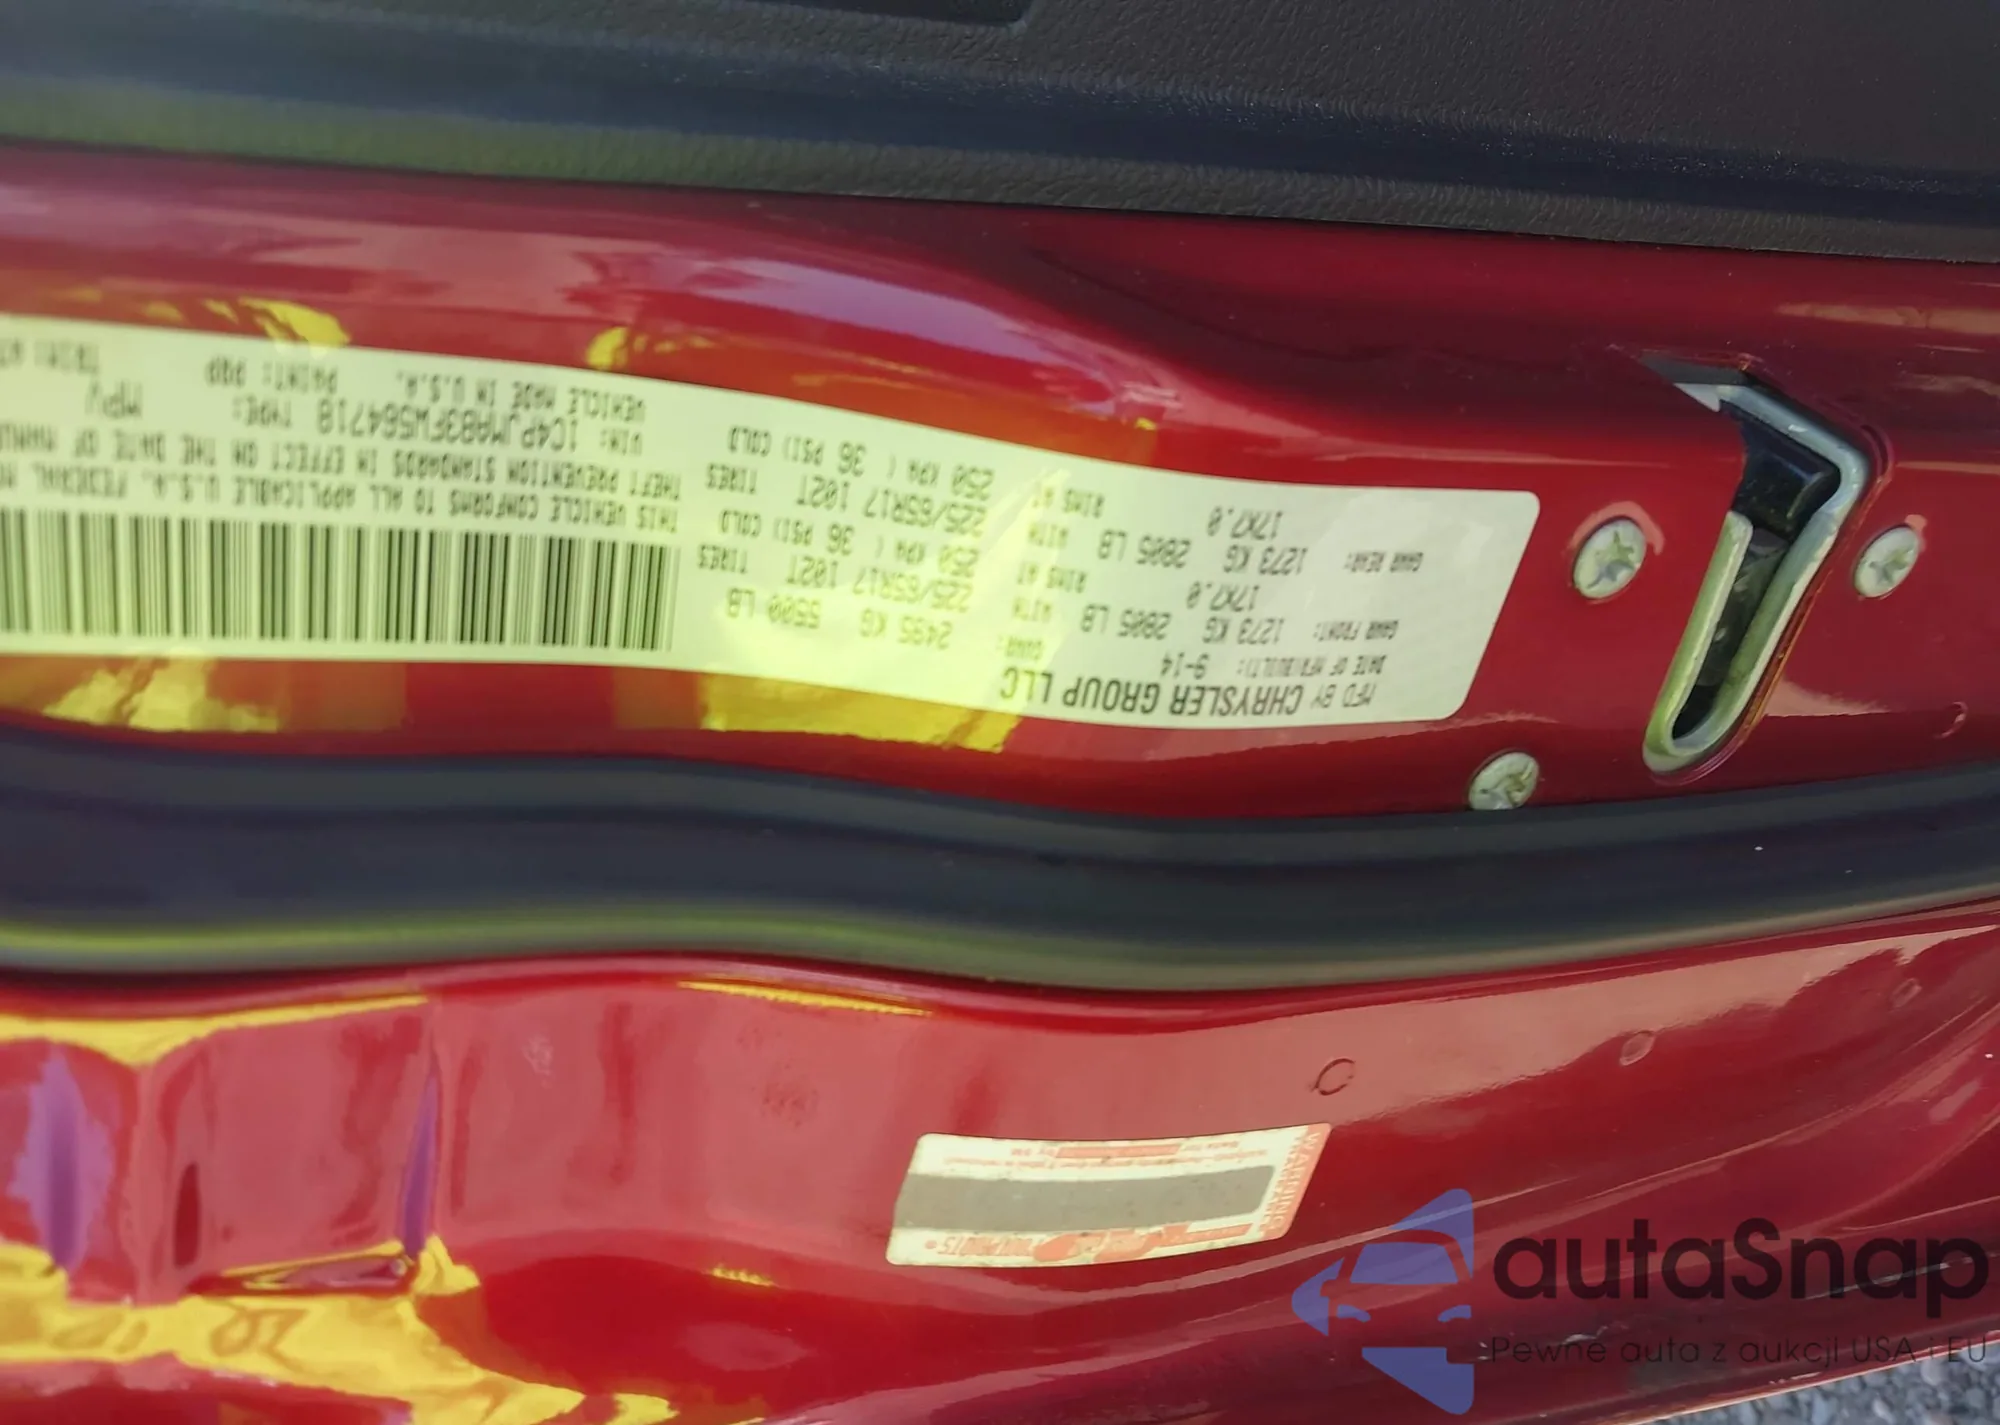 MFD BY CHRYSLER GROUP LLC
DATE OF MFR(BUILT): 9-14 GVWR: 2495 KG 5500 LB
GAWR FRONT: 1273 KG 2805 LB WITH 225/65R17 102T TIRES
17X7.0 RIMS AT 250 KPA ( 36 PSI) COLD
GAWR REAR: 1273 KG 2805 LB WITH 225/65R17 102T TIRES
17X7.0 RIMS AT 250 KPA ( 36 PSI) COLD
THIS VEHICLE CONFORMS TO ALL APPLICABLE U.S.A. FEDERAL
THEFT PREVENTION STANDARDS IN EFFECT ON THE DATE OF
VIN: 1C4PJMAB3FW564718 TYPE: MPV
VEHICLE MADE IN U.S.A. PAINT: PRP TRIM:
WARNING
autaSnap
Pewne auta z aukcji USA i EU